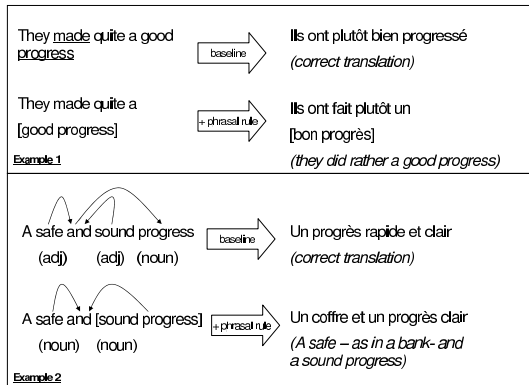 They made quite a good
progress
baseline
Ils ont plutôt bien progressé
(correct translation)
They made quite a
[good progress]
+ phrasal rule
Ils ont fait plutôt un
[bon progrès]
(they did rather a good progress)
Example 1
A safe and sound progress
(adj) (adj) (noun)
baseline
Un progrès rapide et clair
(correct translation)
A safe and [sound progress]
(noun) (noun)
+ phrasal rule
Un coffre et un progrès clair
(A safe – as in a bank- and
a sound progress)
Example 2